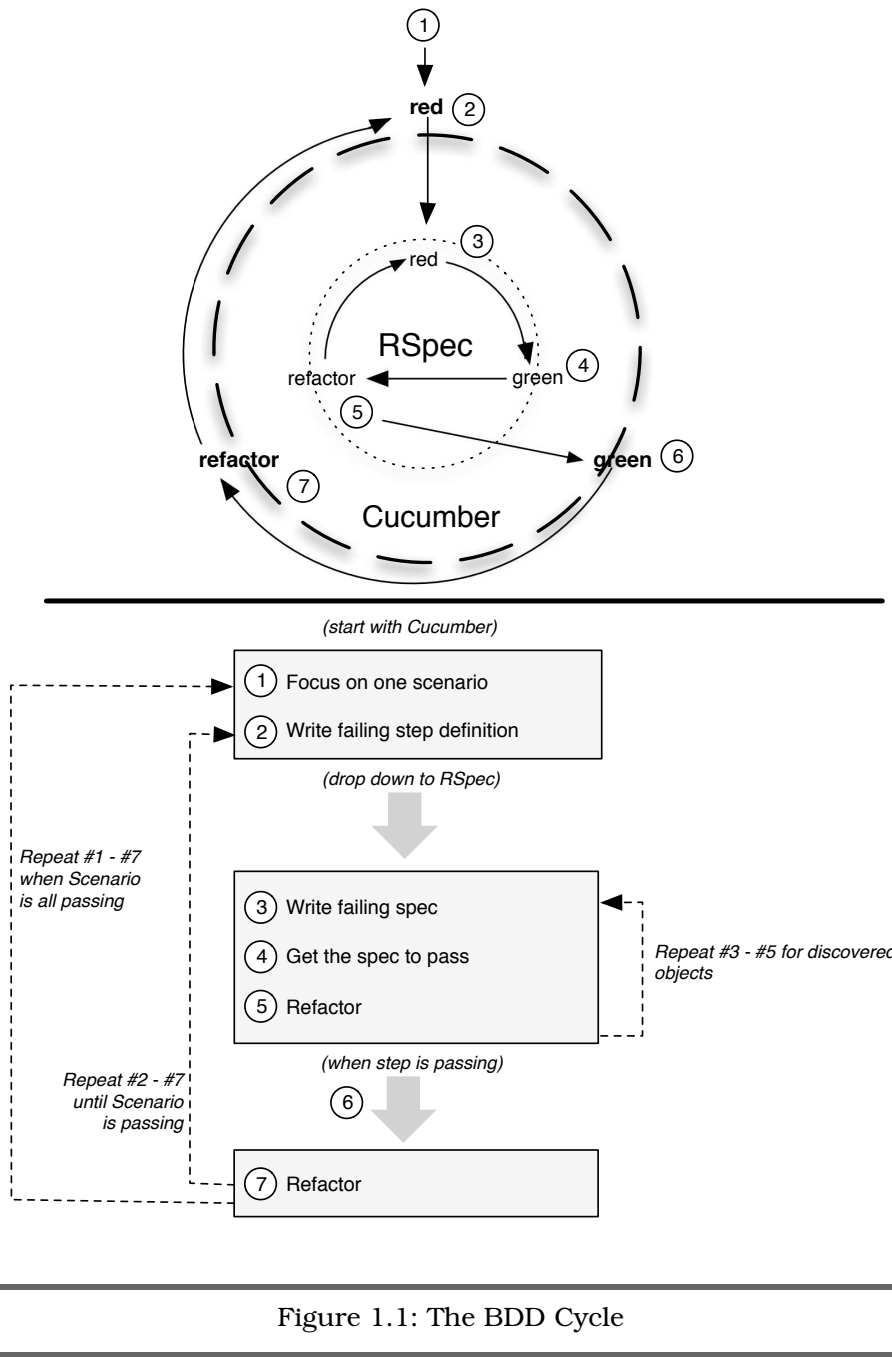 1
red 2
3
red
RSpec
refactor
green 4
5
refactor
green 6
7
Cucumber
(start with Cucumber)
1 Focus on one scenario
2 Write failing step definition
(drop down to RSpec)
Repeat #1 - #7
when Scenario
is all passing
3 Write failing spec
4 Get the spec to pass
5 Refactor
Repeat #3 - #5 for discovered
objects
(when step is passing)
6
Repeat #2 - #7
until Scenario
is passing
7 Refactor
Figure 1.1: The BDD Cycle